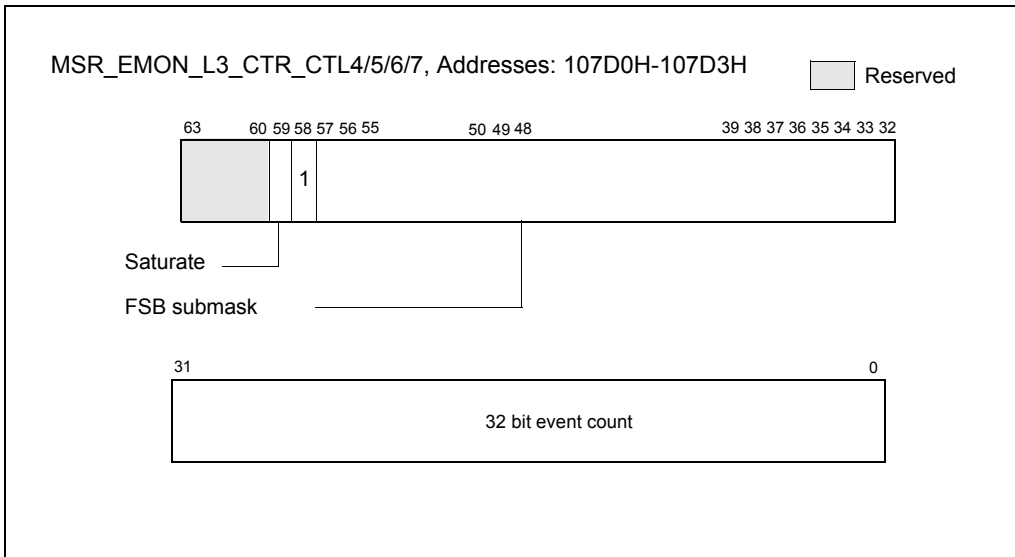 MSR_EMON_L3_CTR_CTL4/5/6/7, Addresses: 107D0H-107D3H
Reserved
63 60 59 58 57 56 55 50 49 48 39 38 37 36 35 34 33 32
1
Saturate
FSB submask
31 0
32 bit event count